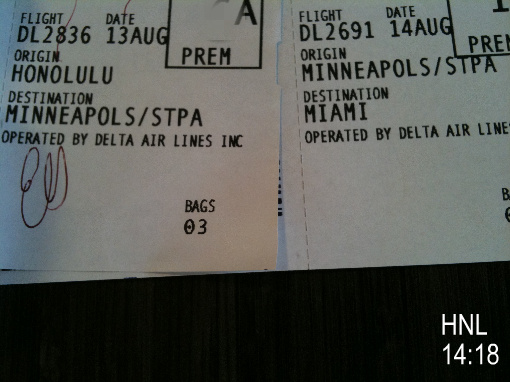 FLIGHT DATE
DL2836 13AUG
A
PREM
ORIGIN
HONOLULU
DESTINATION
MINNEAPOLS/STPA
OPERATED BY DELTA AIR LINES INC
BAGS
03
FLIGHT DATE
DL2691 14AUG
PREM
ORIGIN
MINNEAPOLS/STPA
DESTINATION
MIAMI
OPERATED BY DELTA AIR LINES
HNL
14:18